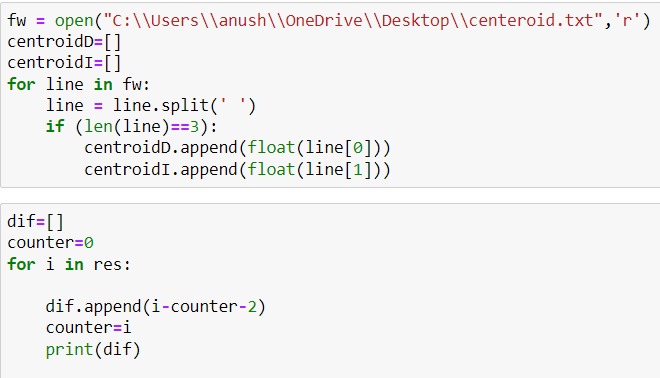 fw = open("C:\\Users\\anush\\OneDrive\\Desktop\\centeroid.txt",'r')
centroidD=[]
centroidI=[]
for line in fw:
    line = line.split(' ')
    if (len(line)==3):
        centroidD.append(float(line[0]))
        centroidI.append(float(line[1]))
dif=[]
counter=0
for i in res:
    dif.append(i-counter-2)
    counter=i
    print(dif)